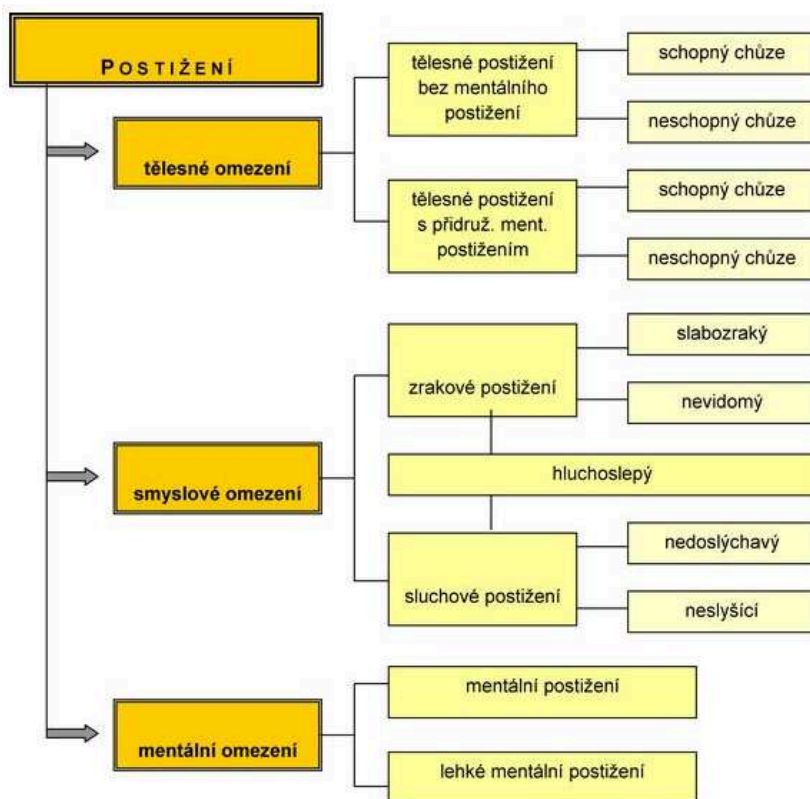 POSTIŽENÍ
tělesné omezení
tělesné postižení
bez mentálního
postižení
schopný chůze
neschopný chůze
tělesné postižení
s přidruž. ment.
postižením
schopný chůze
neschopný chůze
smyslové omezení
zrakové postižení
slabozraký
nevidomý
hluchoslepý
sluchové postižení
nedoslýchavý
neslyšící
mentální omezení
mentální postižení
lehké mentální postižení